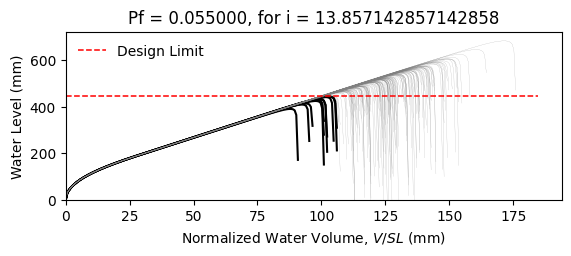 Pf = 0.055000, for i = 13.857142857142858
Design Limit
Water Level (mm)
600
400
200
0
0 25 50 75 100 125 150 175
Normalized Water Volume, V/SL (mm)